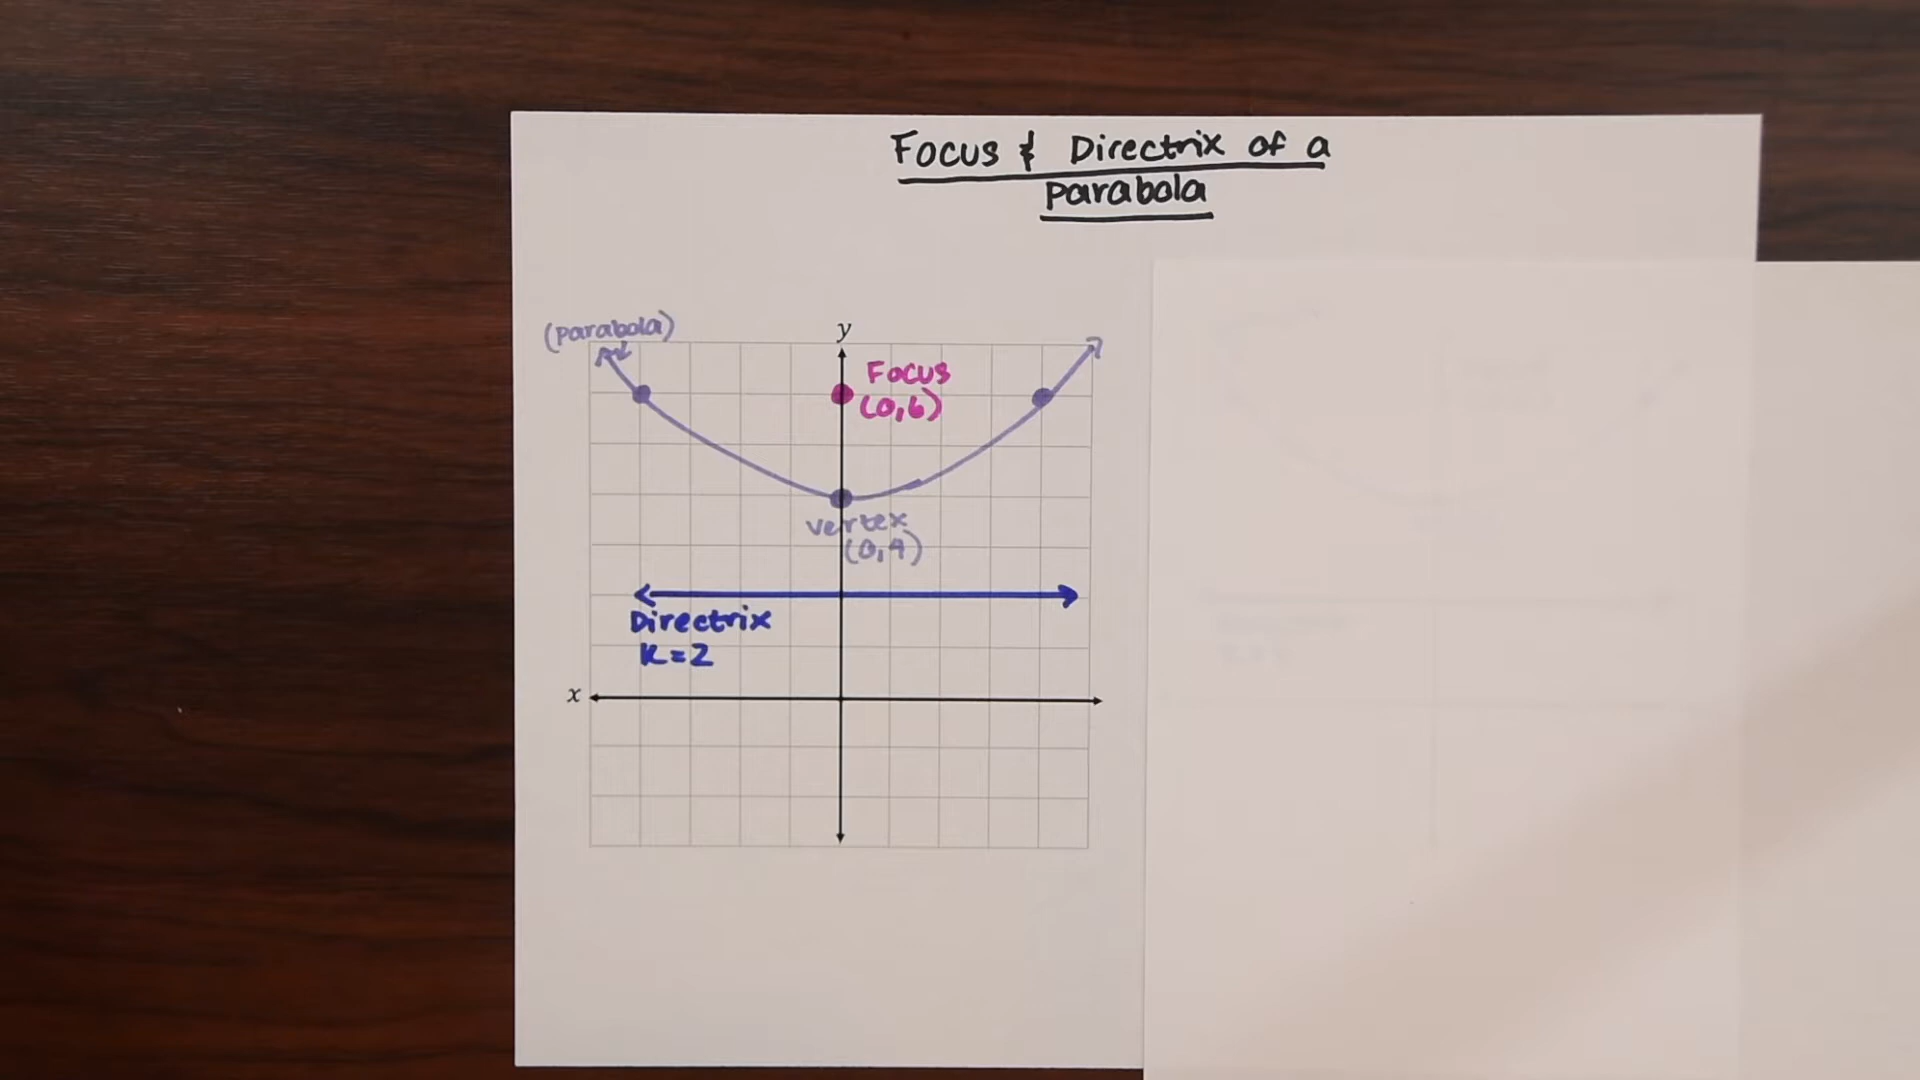 Focus & Directrix of a
parabola
(parabola)
y
Focus
(0,6)
vertex
(0,4)
Directrix
K=2
x